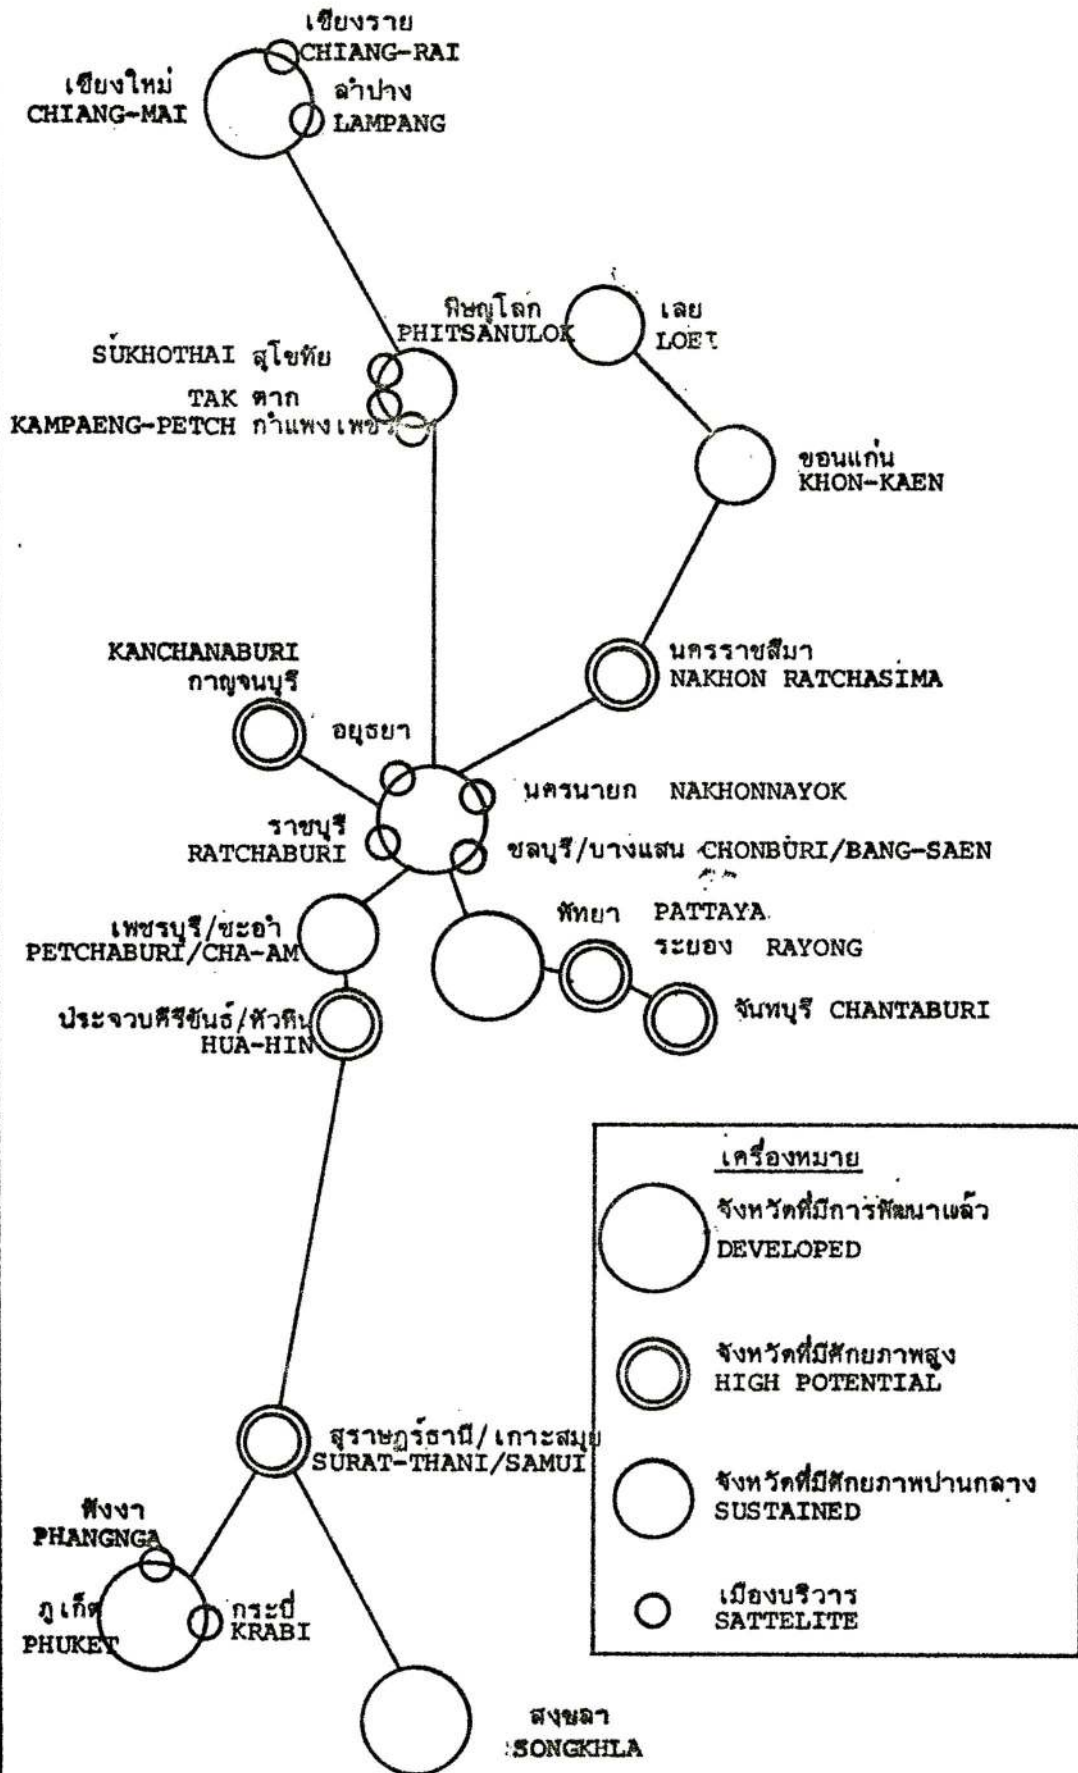 เชียงราย
CHIANG-RAI
เชียงใหม่
CHIANG-MAI
ลำปาง
LAMPANG
พิษณุโลก
PHITSANULOK
เลย
LOEI
SUKHOTHAI สุโขทัย
TAK ตาก
KAMPAENG-PETCH กำแพงเพชร
ขอนแก่น
KHON-KAEN
KANCHANABURI
กาญจนบุรี
นครราชสีมา
NAKHON RATCHASIMA
อยุธยา
นครนายก NAKHONNAYOK
ราชบุรี
RATCHABURI
ชลบุรี/บางแสน CHONBURI/BANG-SAEN
เพชรบุรี/ชะอำ
PETCHABURI/CHA-AM
พัทยา PATTAYA
ระยอง RAYONG
ประจวบคีรีขันธ์/หัวหิน
HUA-HIN
จันทบุรี CHANTABURI
เครื่องหมาย
จังหวัดที่มีการพัฒนาแล้ว
DEVELOPED
จังหวัดที่มีศักยภาพสูง
HIGH POTENTIAL
จังหวัดที่มีศักยภาพปานกลาง
SUSTAINED
เมืองบริวาร
SATTELITE
สุราษฎร์ธานี/เกาะสมุย
SURAT-THANI/SAMUI
พังงา
PHANGNGA
ภูเก็ต
PHUKET
กระบี่
KRABI
สงขลา
SONGKHLA